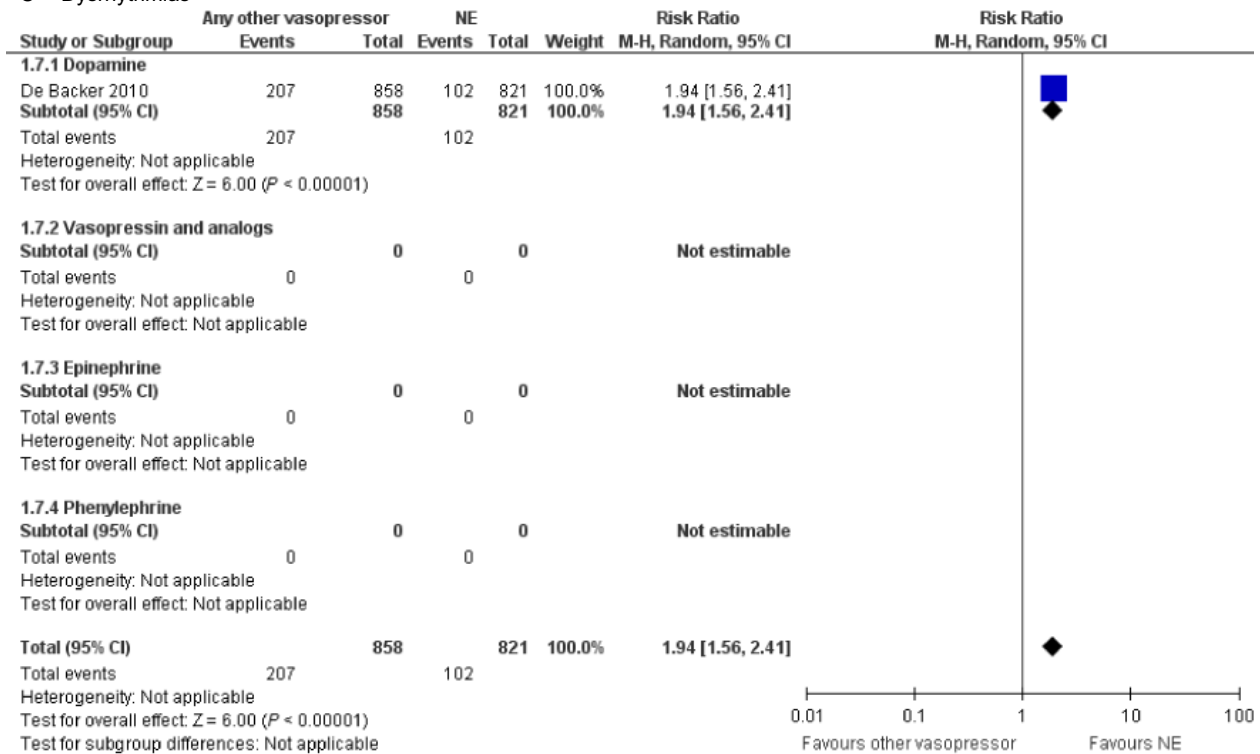 Any other vasopressor NE Risk Ratio Risk Ratio
Study or Subgroup Events Total Events Total Weight M-H, Random, 95% CI M-H, Random, 95% CI
1.7.1 Dopamine
De Backer 2010 207 858 102 821 100.0% 1.94 [1.56, 2.41]
Subtotal (95% CI) 858 821 100.0% 1.94 [1.56, 2.41]
Total events 207 102
Heterogeneity: Not applicable
Test for overall effect: Z = 6.00 (P < 0.00001)
1.7.2 Vasopressin and analogs
Subtotal (95% CI) 0 0 Not estimable
Total events 0 0
Heterogeneity: Not applicable
Test for overall effect: Not applicable
1.7.3 Epinephrine
Subtotal (95% CI) 0 0 Not estimable
Total events 0 0
Heterogeneity: Not applicable
Test for overall effect: Not applicable
1.7.4 Phenylephrine
Subtotal (95% CI) 0 0 Not estimable
Total events 0 0
Heterogeneity: Not applicable
Test for overall effect: Not applicable
Total (95% CI) 858 821 100.0% 1.94 [1.56, 2.41]
Total events 207 102
Heterogeneity: Not applicable
Test for overall effect: Z = 6.00 (P < 0.00001)
Test for subgroup differences: Not applicable
0.01 0.1 1 10 100
Favours other vasopressor Favours NE